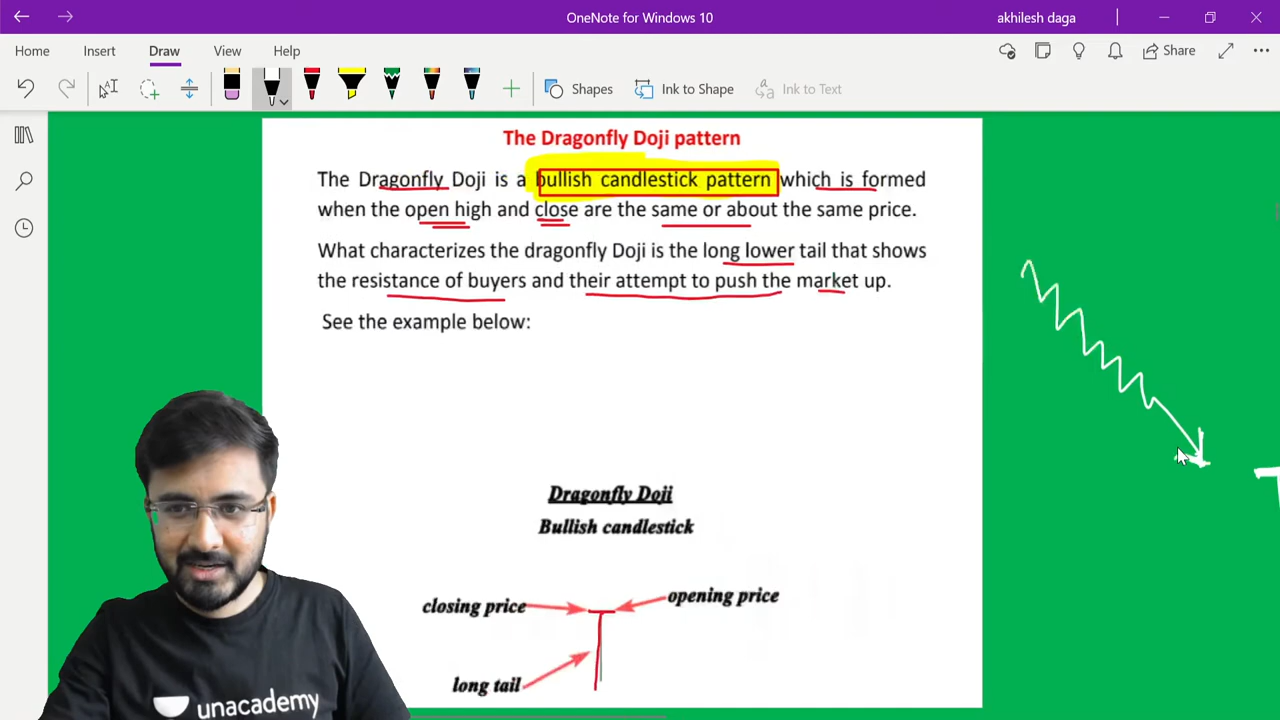 OneNote for Windows 10
akhilesh daga
Home Insert Draw View Help
Share
Shapes
Ink to Shape
Ink to Text
The Dragonfly Doji pattern
The Dragonfly Doji is a bullish candlestick pattern which is formed
when the open high and close are the same or about the same price.
What characterizes the dragonfly Doji is the long lower tail that shows
the resistance of buyers and their attempt to push the market up.
See the example below:
Dragonfly Doji
Bullish candlestick
closing price
opening price
long tail
unacademy